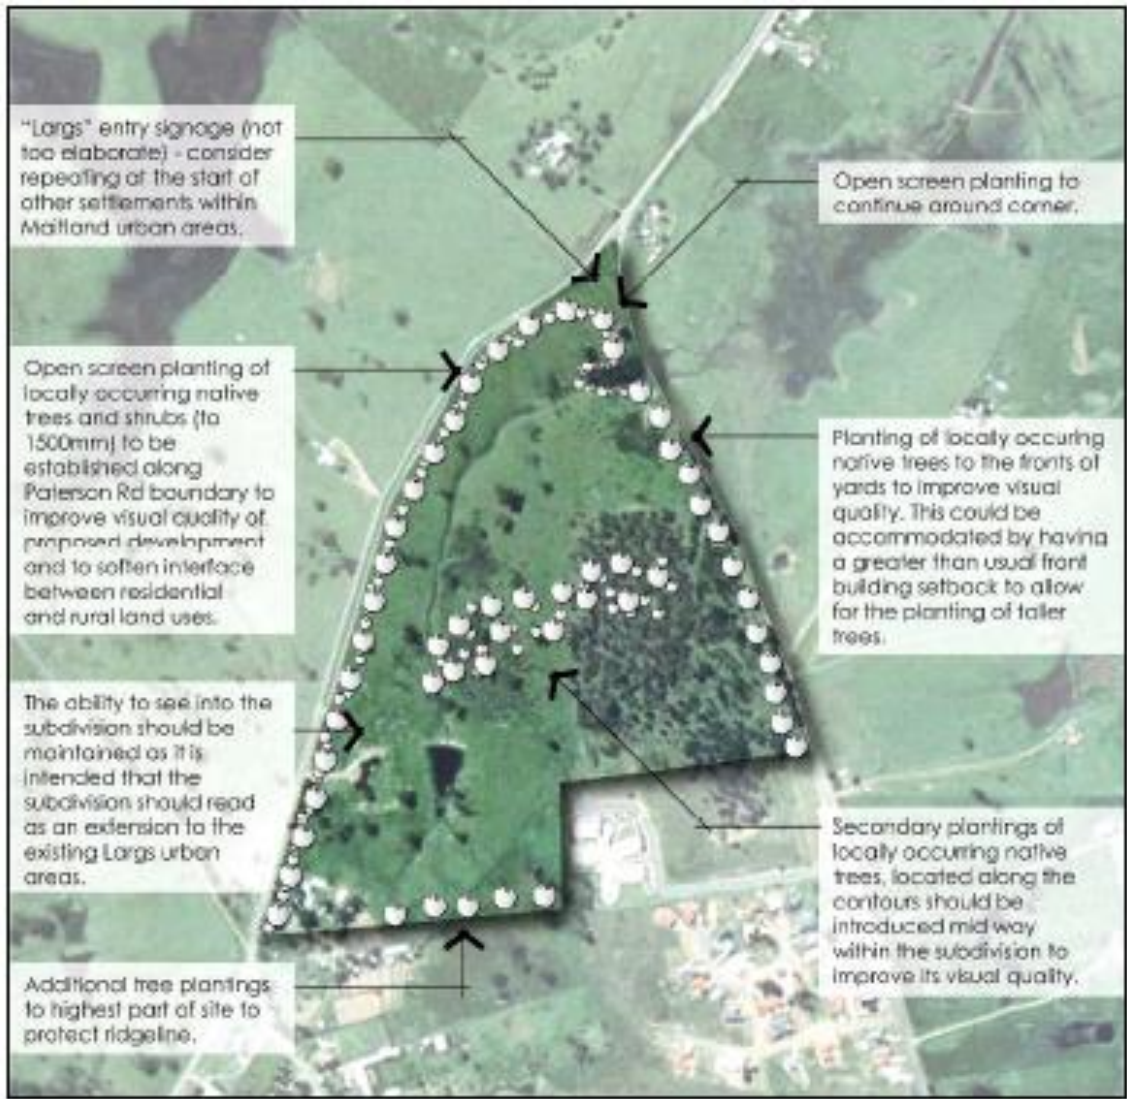 "Largs" entry signage (not
too elaborate) - consider
repeating at the start of
other settlements within
Maitland urban areas.
Open screen planting to
continue around corner.
Open screen planting of
locally occurring native
trees and shrubs (to
1500mm) to be
established along
Paterson Rd boundary to
improve visual quality of
proposed development
and to soften interface
between residential
and rural land uses.
Planting of locally occuring
native trees to the fronts of
yards to improve visual
quality. This could be
accommodated by having
a greater than usual front
building setback to allow
for the planting of taller
trees.
The ability to see into the
subdivision should be
maintained as it is
intended that the
subdivision should read
as an extension to the
existing Largs urban
areas.
Secondary plantings of
locally occurring native
trees, located along the
contours should be
introduced mid way
within the subdivision to
improve its visual quality.
Additional tree plantings
to highest part of site to
protect ridgeline.